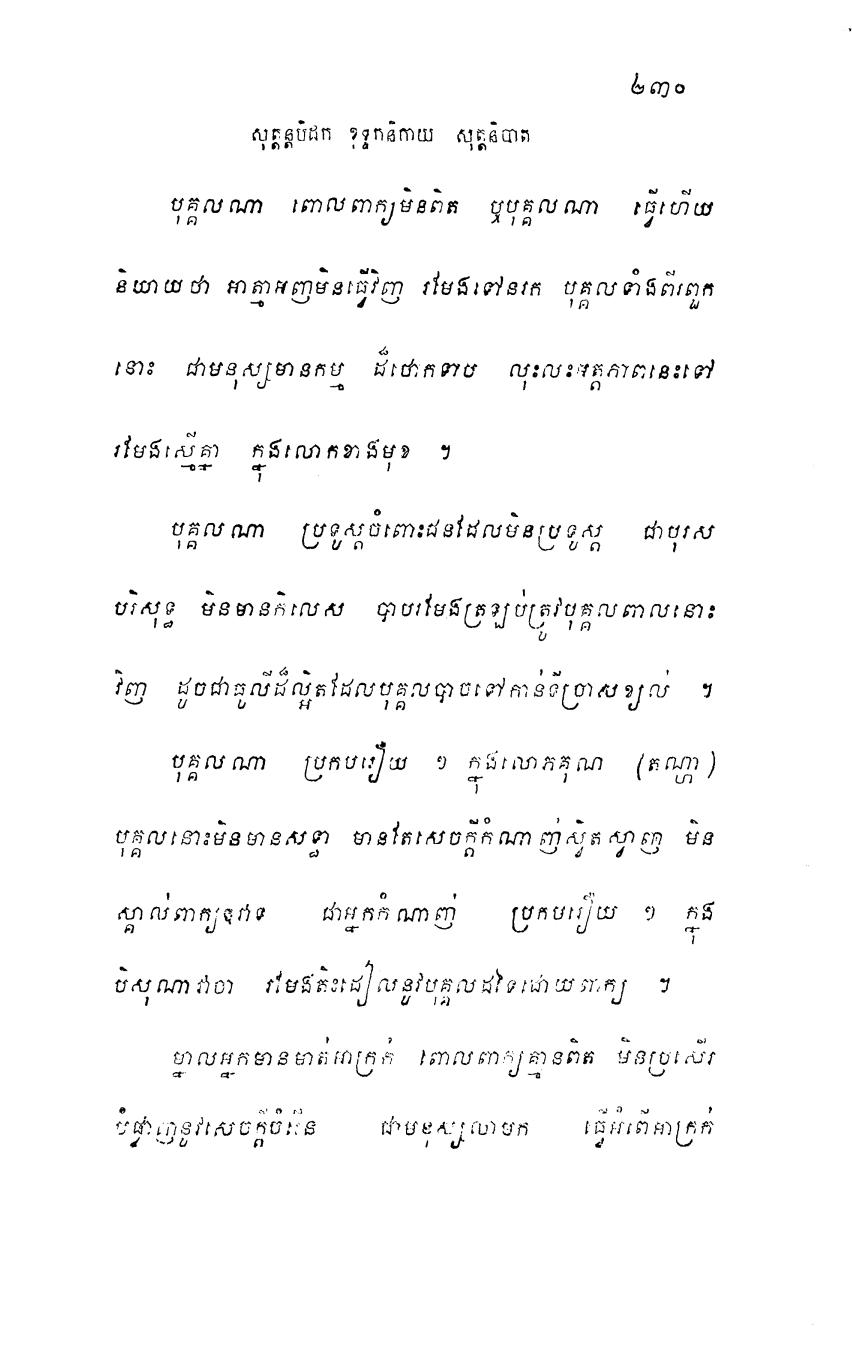 ២៣០
សុត្តន្តបិដក ខុទ្ទកនិកាយ សុត្តនិបាត
បុគ្គលណា ពោលពាក្យមិនពិត ឬបុគ្គលណា ធ្វើហើយ
និយាយថា អាត្មាអញមិនធ្វើវិញ រមែងទៅនរក បុគ្គលទាំងពីរពួក
នោះ ជាមនុស្សមានកម្ម ដ៏ថោកទាប លុះលះអត្តភាពនេះទៅ
រមែងស្មើគ្នា ក្នុងលោកខាងមុខ ។
បុគ្គលណា ប្រទូស្តចំពោះជនដែលមិនប្រទូស្ត ជាបុរស
បរិសុទ្ធ មិនមានកិលេស បាបរមែងត្រឡប់ត្រូវបុគ្គលពាលនោះ
វិញ ដូចជាធូលីដ៏ល្អិតដែលបុគ្គលបាចទៅកាន់ទីច្រាសខ្យល់ ។
បុគ្គលណា ប្រកបរឿយ ៗ ក្នុងលោភគុណ (តណ្ហា)
បុគ្គលនោះមិនមានសទ្ធា មានតែសេចក្តីកំណាញ់ស្វិតស្វាញ មិន
ស្គាល់ពាក្យឱវាទ ជាអ្នកកំណាញ់ ប្រកបរឿយ ៗ ក្នុង
បិសុណាវាចា រមែងតិះដៀលនូវបុគ្គលដទៃដោយពាក្យ ។
ម្នាលអ្នកមានមាត់អាក្រក់ ពោលពាក្យគ្មានពិត មិនប្រសើរ
បំផ្លាញនូវសេចក្តីចំរើន ជាមនុស្សលាមក ធ្វើអំពើអាក្រក់